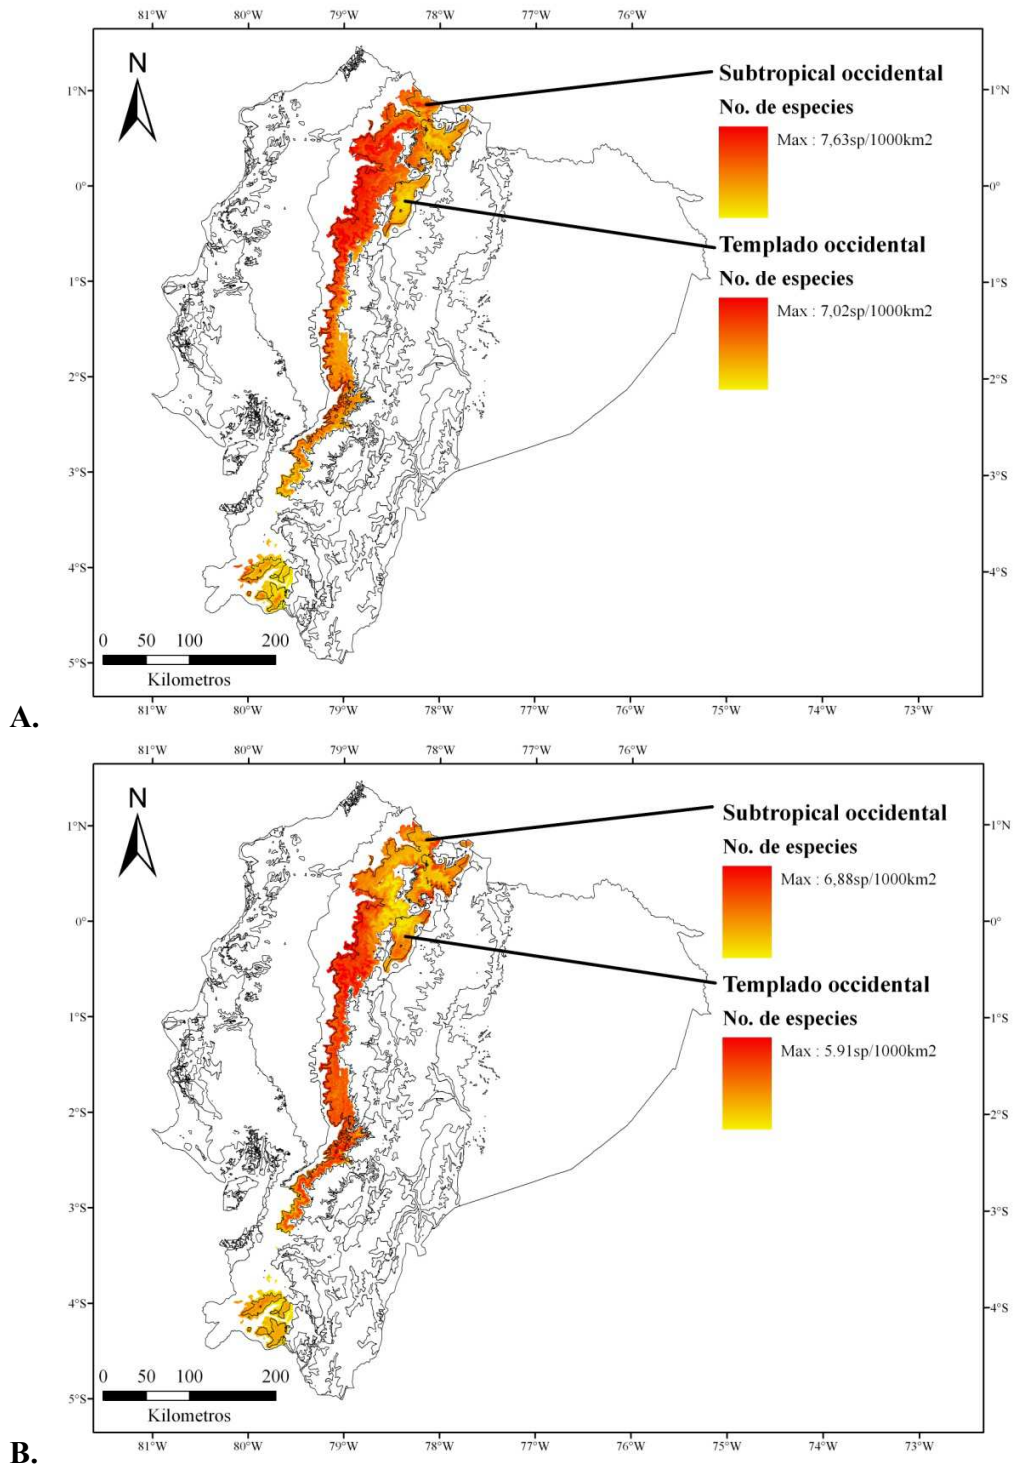 81°W 80°W 79°W 78°W 77°W 76°W
N
Subtropical occidental
No. de especies
Max : 7,63sp/1000km2
Templado occidental
No. de especies
Max : 7,02sp/1000km2
1°N 1°N
0° 0°
1°S 1°S
2°S 2°S
3°S 3°S
4°S 4°S
5°S
0 50 100 200
Kilometros
81°W 80°W 79°W 78°W 77°W 76°W 75°W 74°W 73°W
A.
81°W 80°W 79°W 78°W 77°W 76°W
N
Subtropical occidental
No. de especies
Max : 6,88sp/1000km2
Templado occidental
No. de especies
Max : 5.91sp/1000km2
1°N 1°N
0° 0°
1°S 1°S
2°S 2°S
3°S 3°S
4°S 4°S
5°S
0 50 100 200
Kilometros
81°W 80°W 79°W 78°W 77°W 76°W 75°W 74°W 73°W
B.